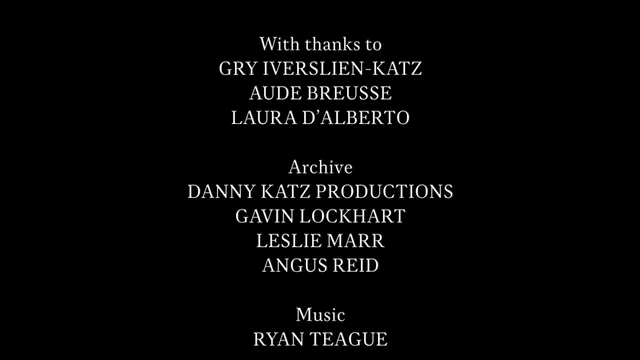 With thanks to
GRY IVERSLIEN-KATZ
AUDE BREUSSE
LAURA D’ALBERTO
Archive
DANNY KATZ PRODUCTIONS
GAVIN LOCKHART
LESLIE MARR
ANGUS REID
Music
RYAN TEAGUE